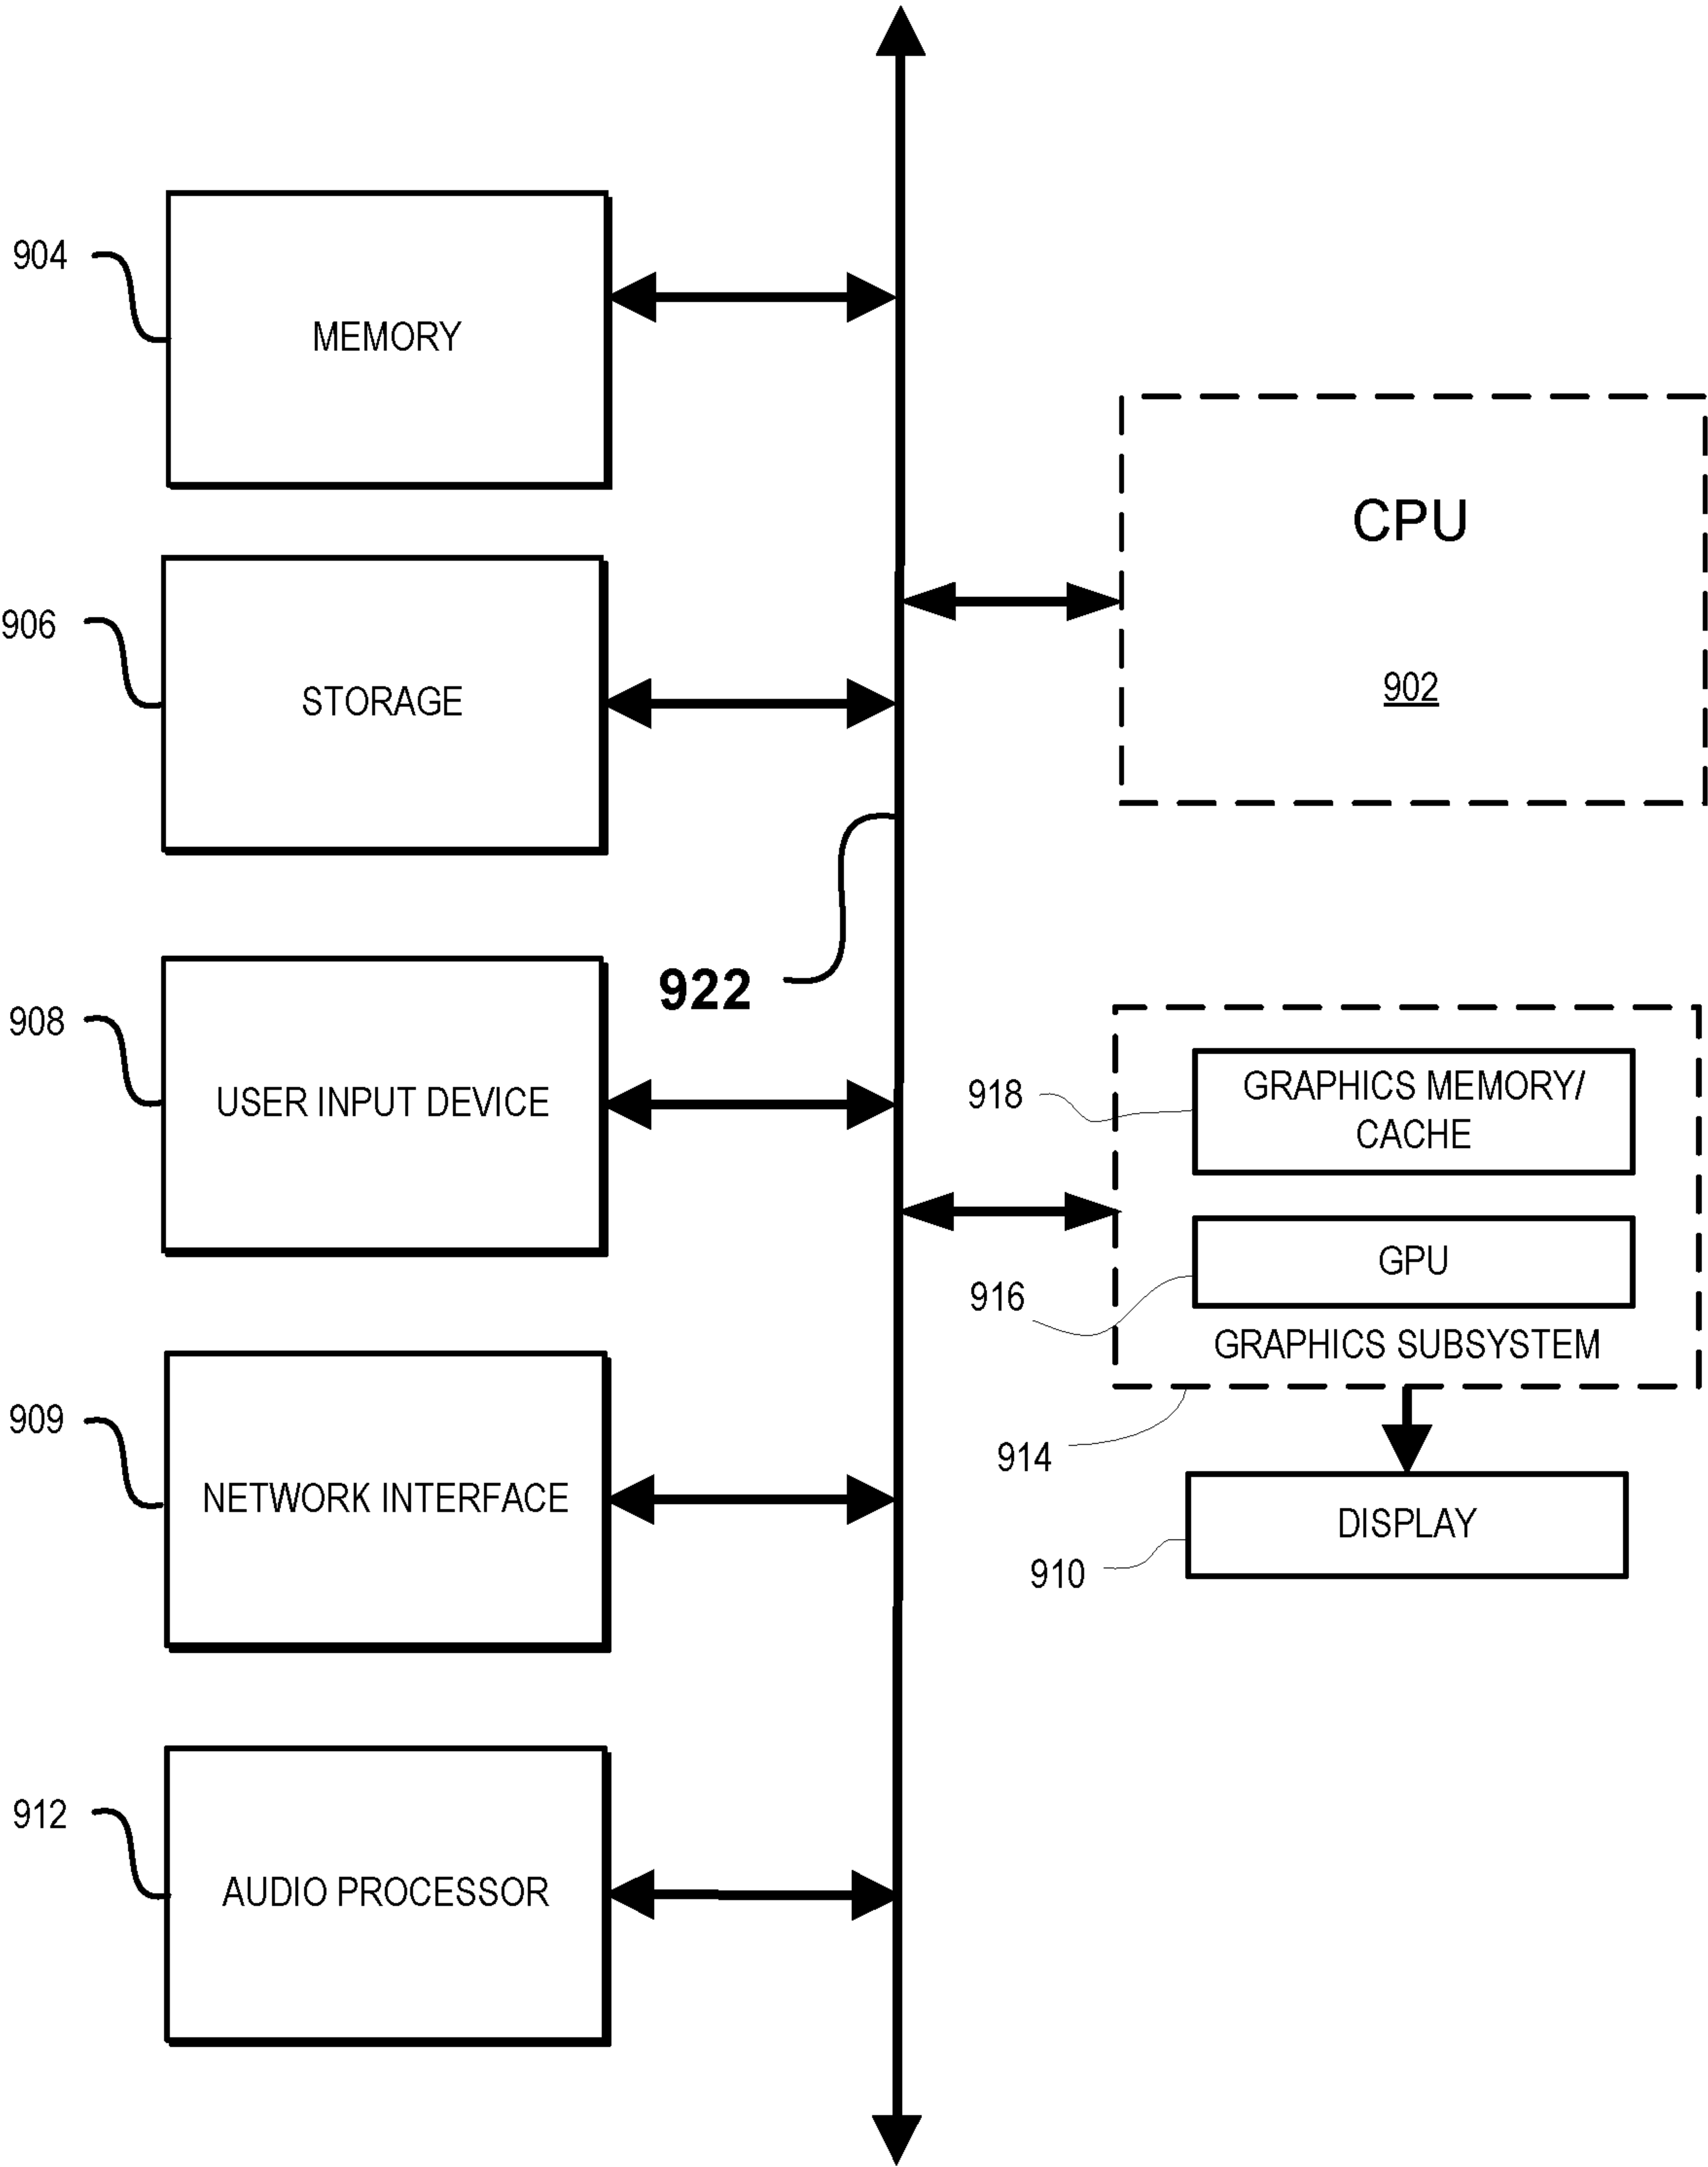 904
MEMORY
906
STORAGE
CPU
902
922
908
USER INPUT DEVICE
918
GRAPHICS MEMORY/
CACHE
916
GPU
GRAPHICS SUBSYSTEM
914
909
NETWORK INTERFACE
DISPLAY
910
912
AUDIO PROCESSOR